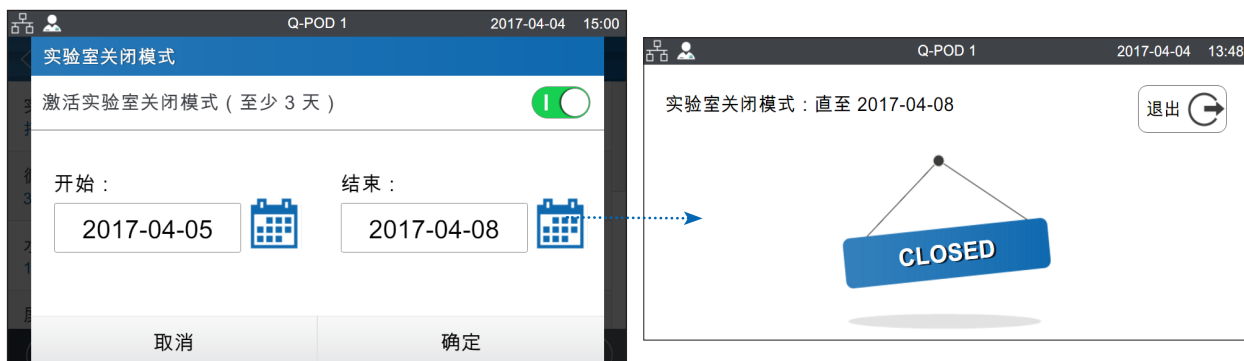 Q-POD 1
2017-04-04 15:00
实验室关闭模式
激活实验室关闭模式（至少 3 天）
开始：
结束：
2017-04-05
2017-04-08
取消
确定
Q-POD 1
2017-04-04 13:48
实验室关闭模式：直至 2017-04-08
退出
CLOSED